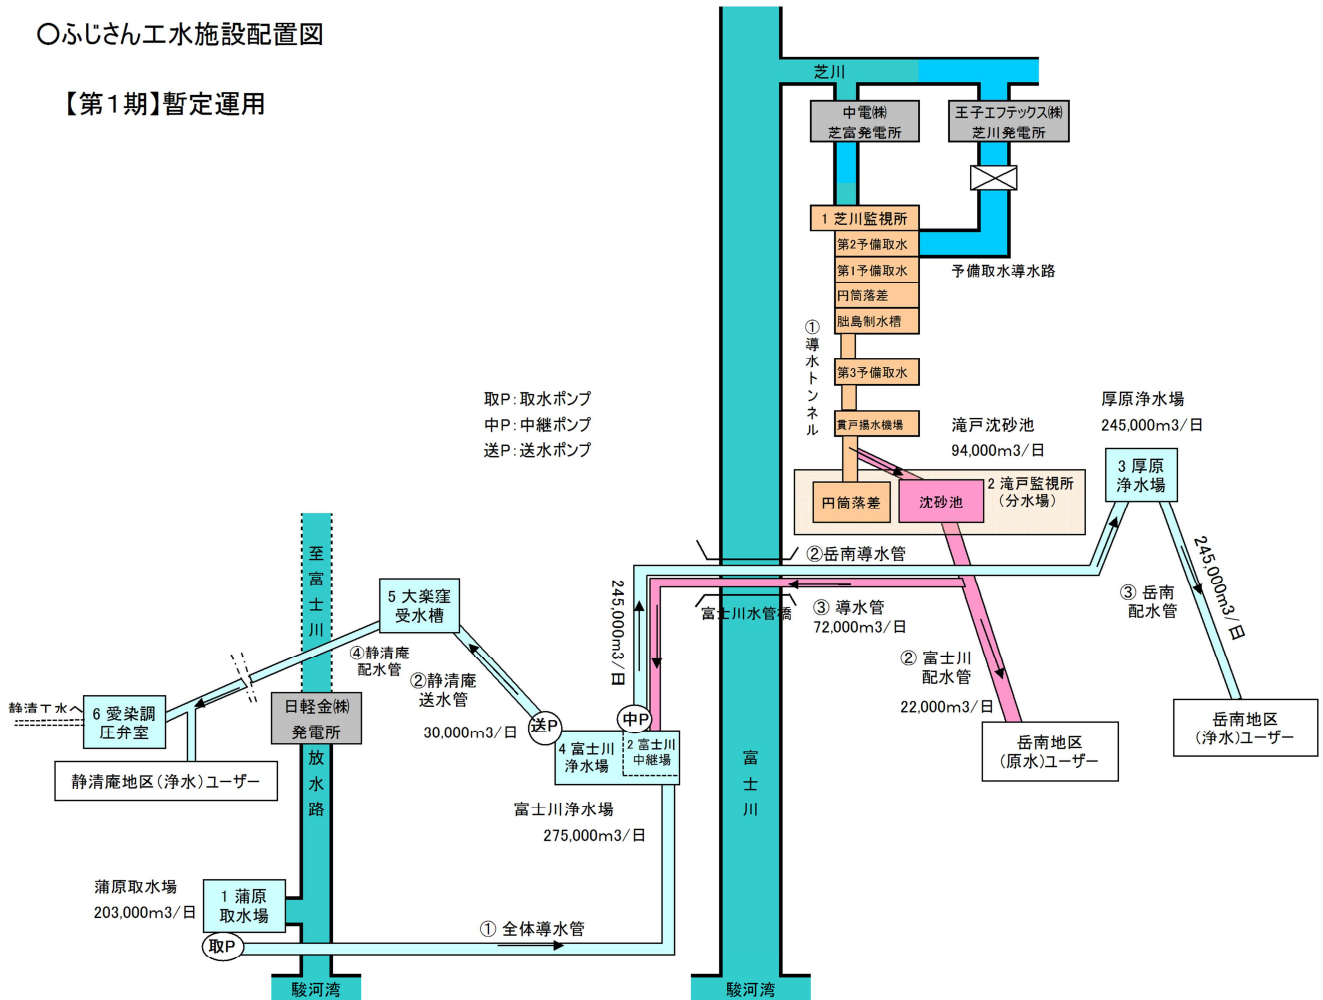 〇ふじさん工水施設配置図
【第1期】暫定運用
芝川
中電㈱
芝富発電所
王子エフテックス㈱
芝川発電所
1 芝川監視所
第2予備取水
第1予備取水
円筒落差
朏島制水槽
予備取水導水路
①導水トンネル
第3予備取水
貫戸揚水機場
取P：取水ポンプ
中P：中継ポンプ
送P：送水ポンプ
滝戸沈砂池
94,000m3/日
厚原浄水場
245,000m3/日
3 厚原
浄水場
円筒落差
沈砂池
2 滝戸監視所
（分水場）
②岳南導水管
富士川水管橋
③ 導水管
72,000m3/日
245,000m3/日
③ 岳南
配水管
245,000m3/日
② 富士川
配水管
22,000m3/日
岳南地区
（原水）ユーザー
岳南地区
（浄水）ユーザー
至富士川
5 大楽窪
受水槽
④静清庵
配水管
②静清庵
送水管
30,000m3/日
送P
中P
4 富士川
浄水場
2 富士川
中継場
富士川浄水場
275,000m3/日
静清工水へ
6 愛染調
圧弁室
静清庵地区（浄水）ユーザー
日軽金㈱
発電所
放水路
富士川
蒲原取水場
203,000m3/日
1 蒲原
取水場
取P
① 全体導水管
駿河湾
駿河湾